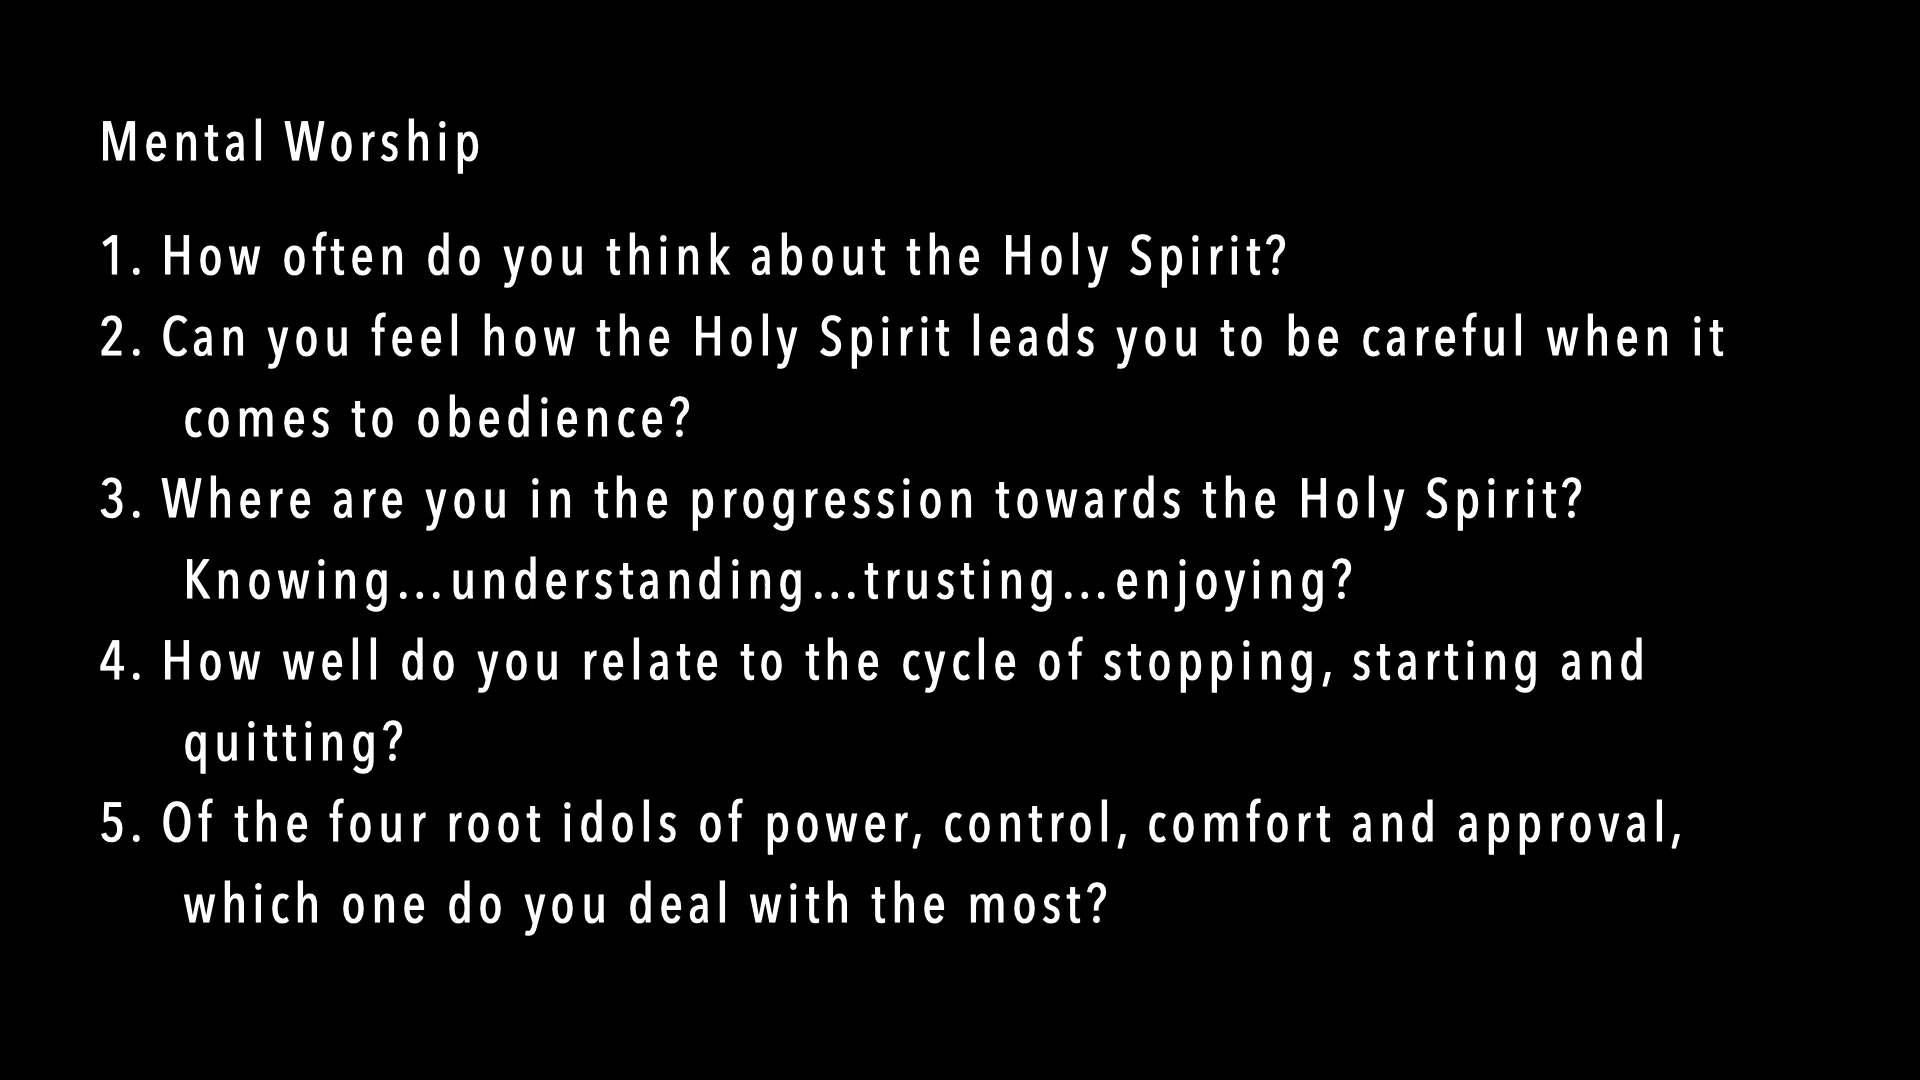 Mental Worship
1. How often do you think about the Holy Spirit?
2. Can you feel how the Holy Spirit leads you to be careful when it
comes to obedience?
3. Where are you in the progression towards the Holy Spirit?
Knowing...understanding...trusting...enjoying?
4. How well do you relate to the cycle of stopping, starting and
quitting?
5. Of the four root idols of power, control, comfort and approval,
which one do you deal with the most?